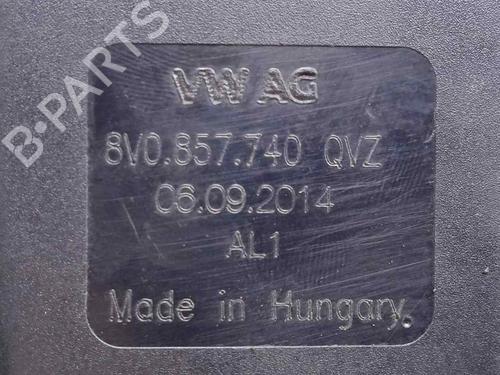 B-PARTS
VW AG
8V0.857.740 QVZ
06.09.2014
AL1
Made in Hungary.